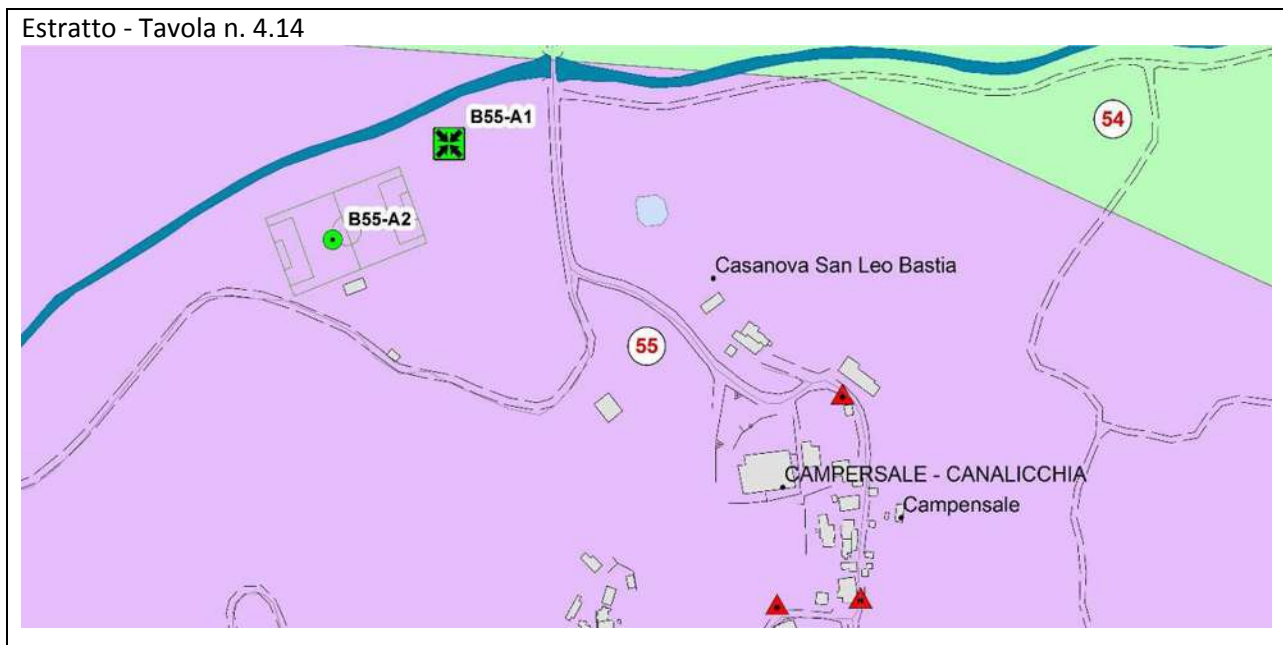 Estratto - Tavola n. 4.14
B55-A1
54
B55-A2
Casanova San Leo Bastia
55
CAMPERSALE - CANALICCHIA
Campensale